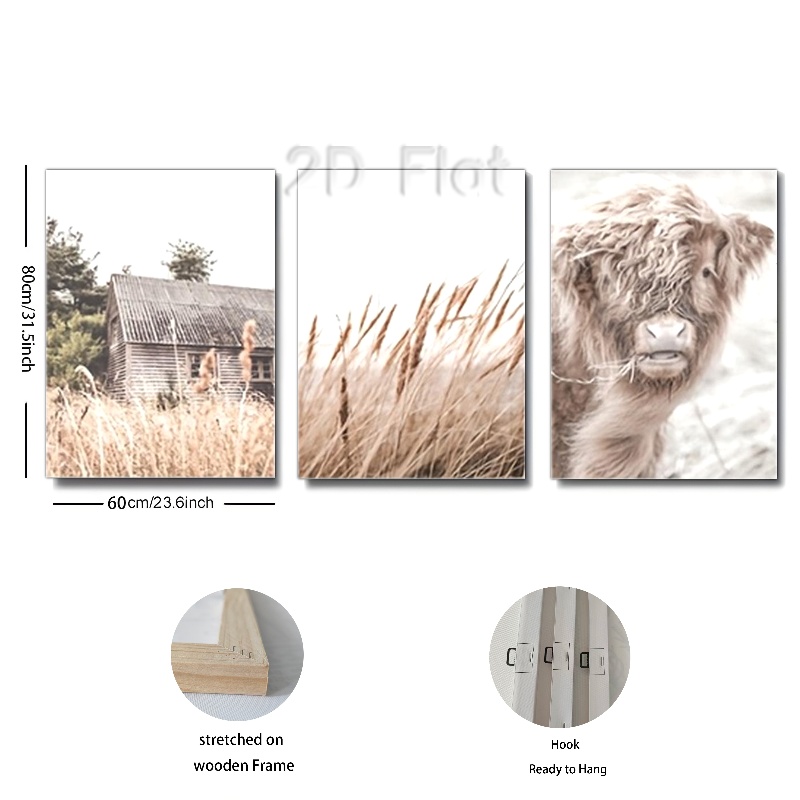 2D Flat
80cm/31.5inch
60cm/23.6inch
stretched on
wooden Frame
Hook
Ready to Hang